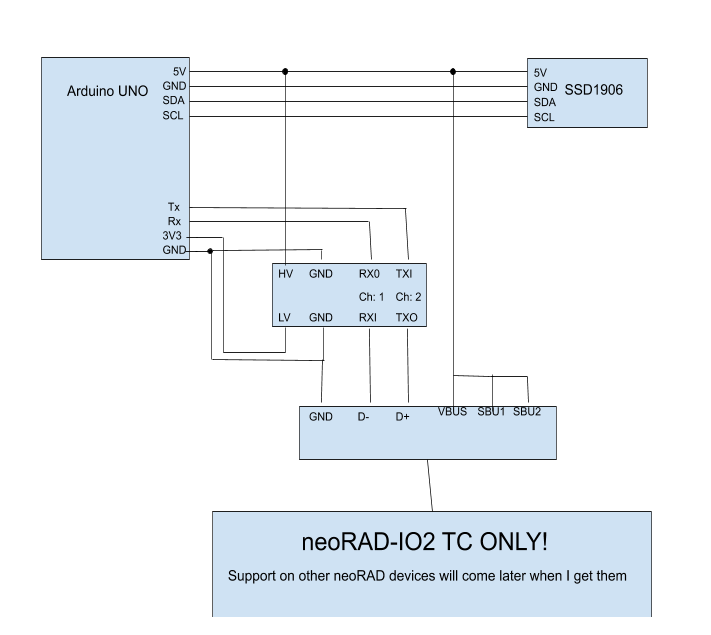 Arduino UNO
5V
GND
SDA
SCL
Tx
Rx
3V3
GND
5V
GND
SDA
SCL
SSD1906
HV GND RX0 TXI
Ch: 1 Ch: 2
LV GND RXI TXO
GND D- D+ VBUS SBU1 SBU2
neoRAD-IO2 TC ONLY!
Support on other neoRAD devices will come later when I get them